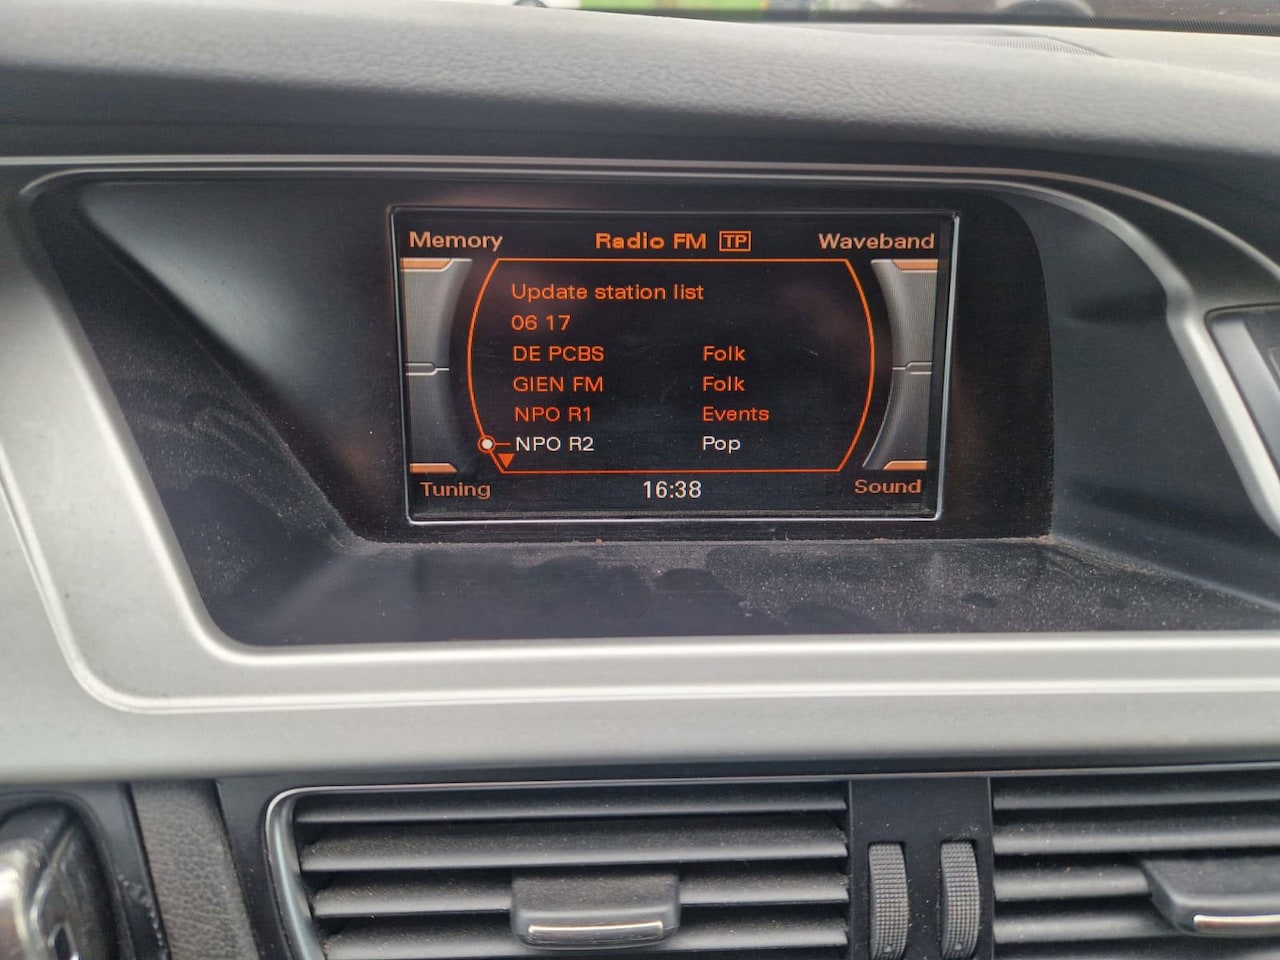 Memory Radio FM TP Waveband
Update station list
06 17
DE PCBS Folk
GIEN FM Folk
NPO R1 Events
NPO R2 Pop
Tuning 16:38 Sound